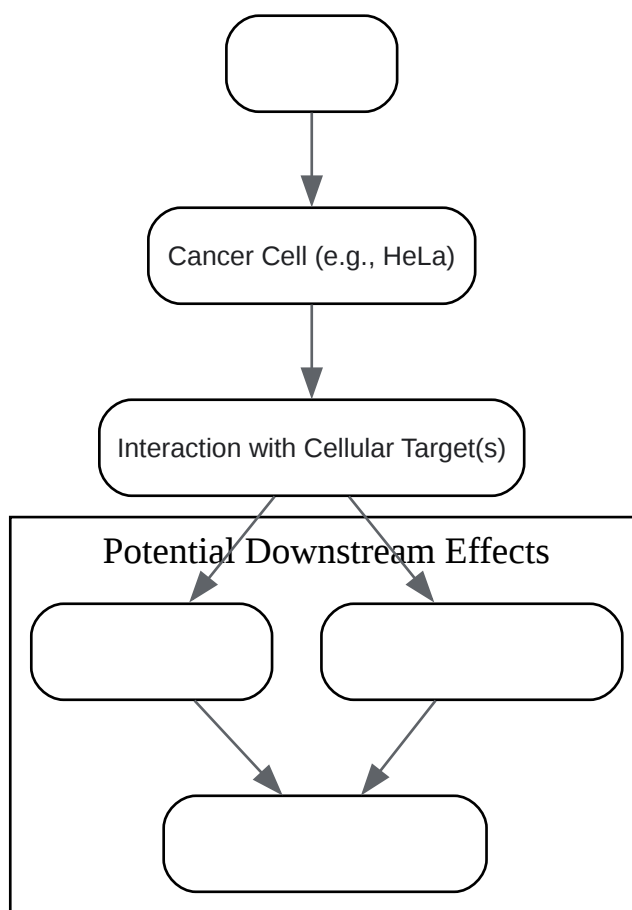 Cancer Cell (e.g., HeLa)
Interaction with Cellular Target(s)
Potential Downstream Effects